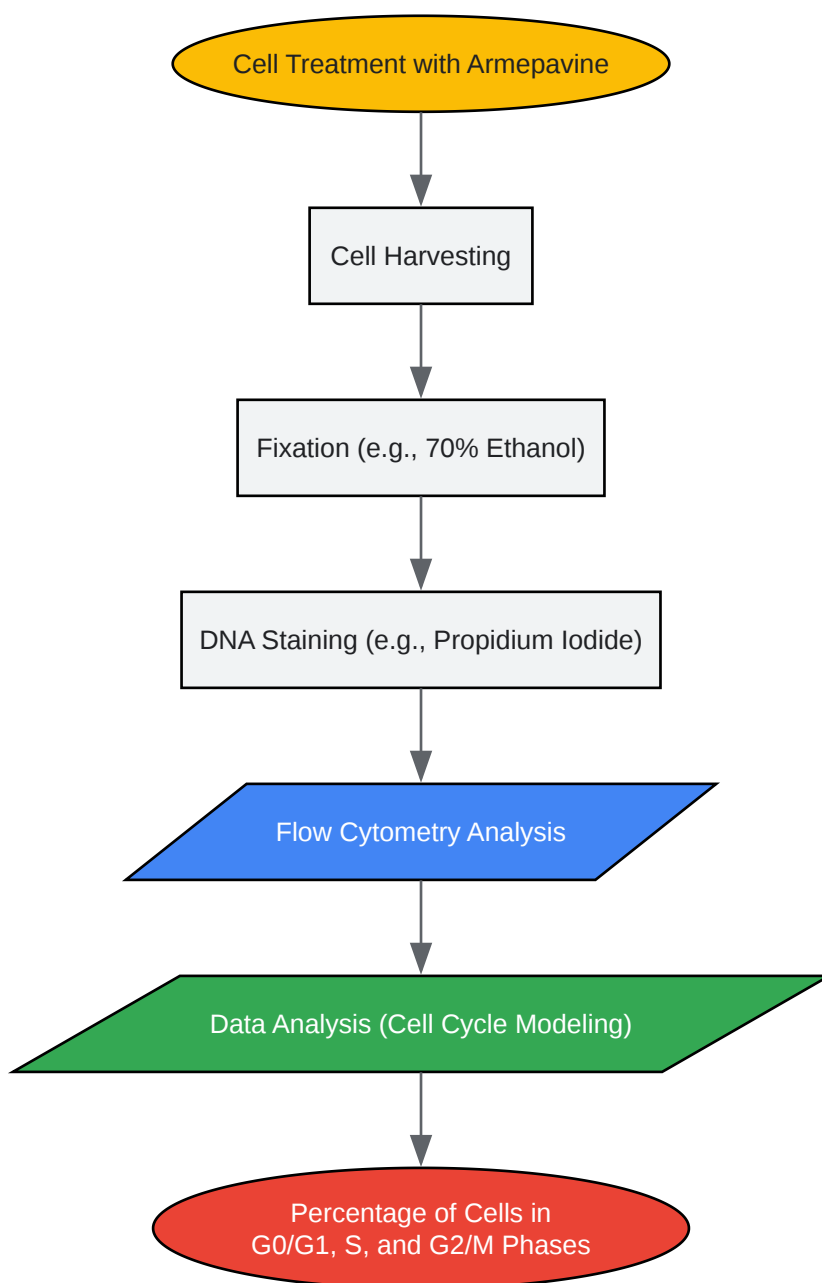 Cell Treatment with Armepavine
Cell Harvesting
Fixation (e.g., 70% Ethanol)
DNA Staining (e.g., Propidium Iodide)
Flow Cytometry Analysis
Data Analysis (Cell Cycle Modeling)
Percentage of Cells in
G0/G1, S, and G2/M Phases